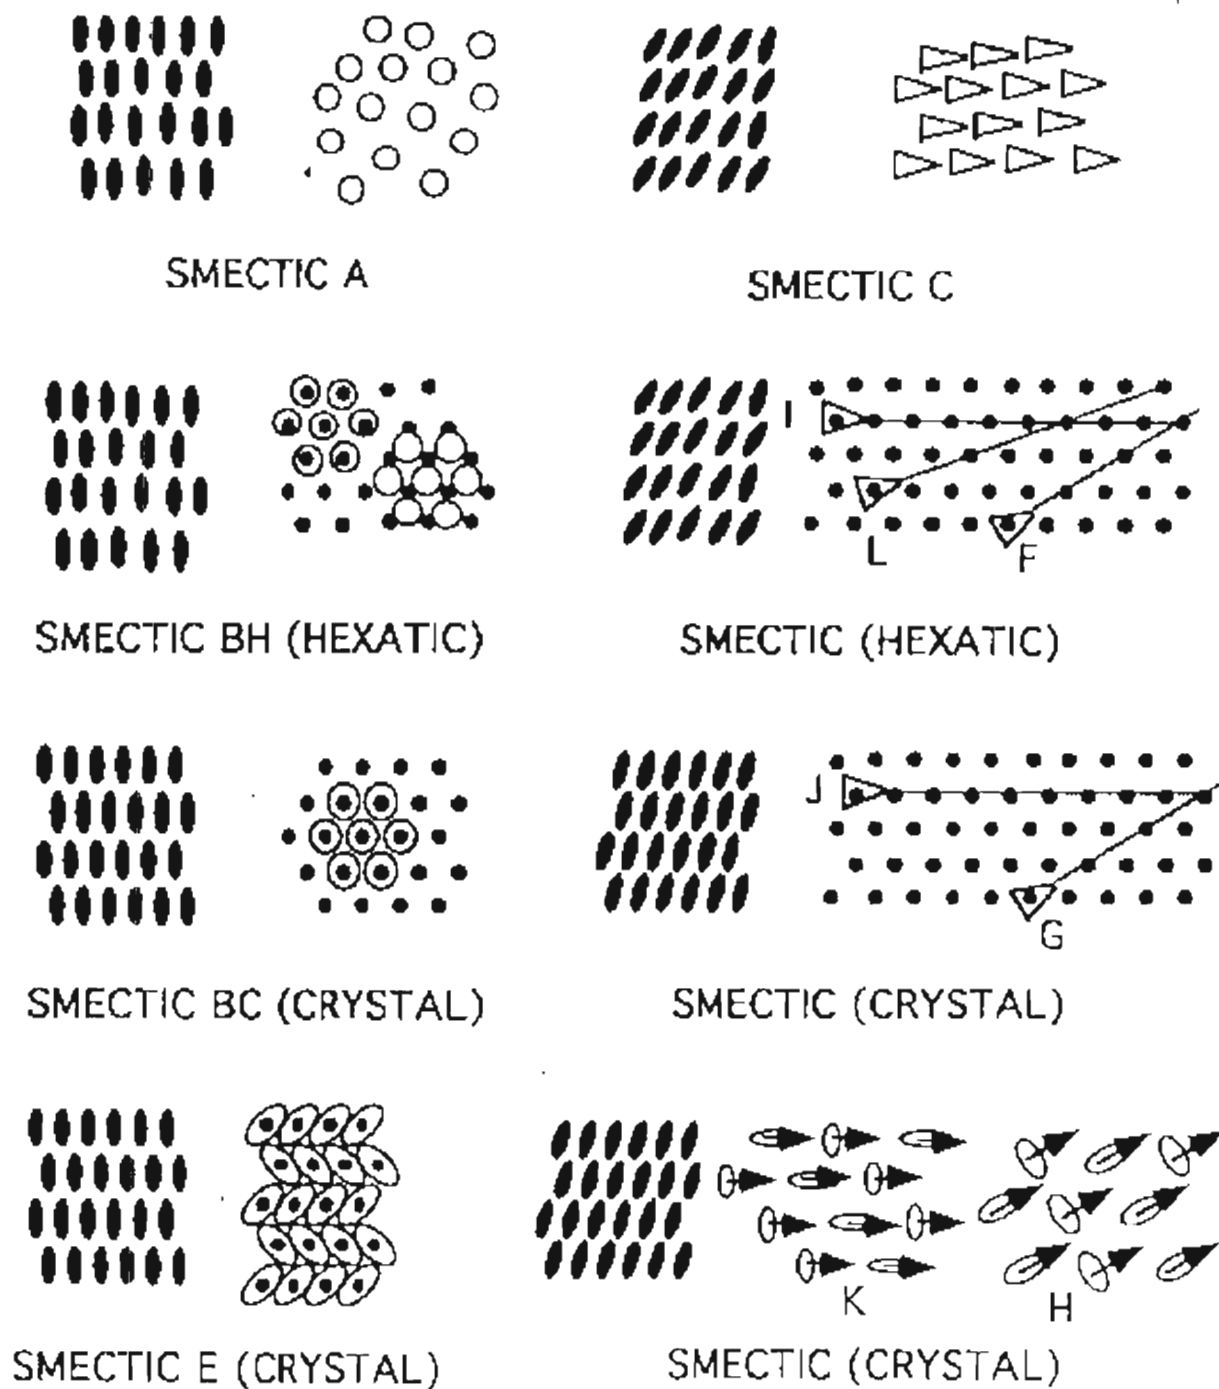 SMECTIC A
SMECTIC C
I
L
F
SMECTIC BH (HEXATIC)
SMECTIC (HEXATIC)
J
G
SMECTIC BC (CRYSTAL)
SMECTIC (CRYSTAL)
K
H
SMECTIC E (CRYSTAL)
SMECTIC (CRYSTAL)